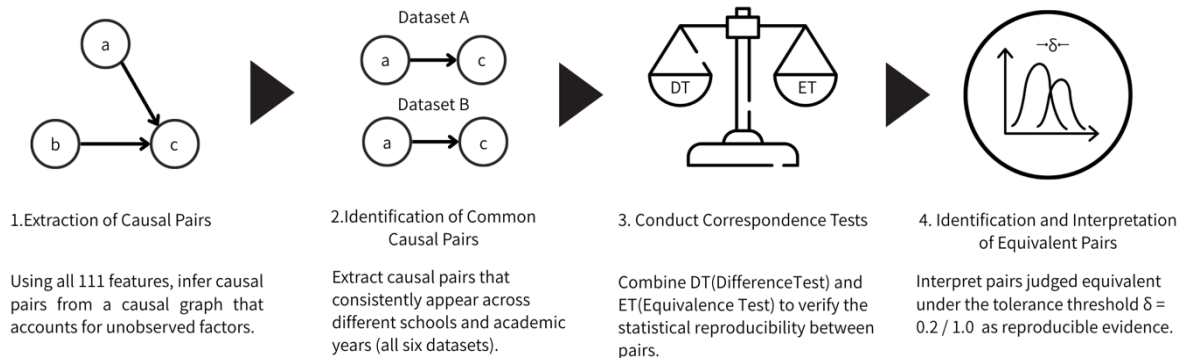 a
b
c
Dataset A
a
c
Dataset B
a
c
DT
ET
→δ←
1.Extraction of Causal Pairs
Using all 111 features, infer causal
pairs from a causal graph that
accounts for unobserved factors.
2.Identification of Common
Causal Pairs
Extract causal pairs that
consistently appear across
different schools and academic
years (all six datasets).
3. Conduct Correspondence Tests
Combine DT(DifferenceTest) and
ET(Equivalence Test) to verify the
statistical reproducibility between
pairs.
4. Identification and Interpretation
of Equivalent Pairs
Interpret pairs judged equivalent
under the tolerance threshold δ =
0.2 / 1.0 as reproducible evidence.